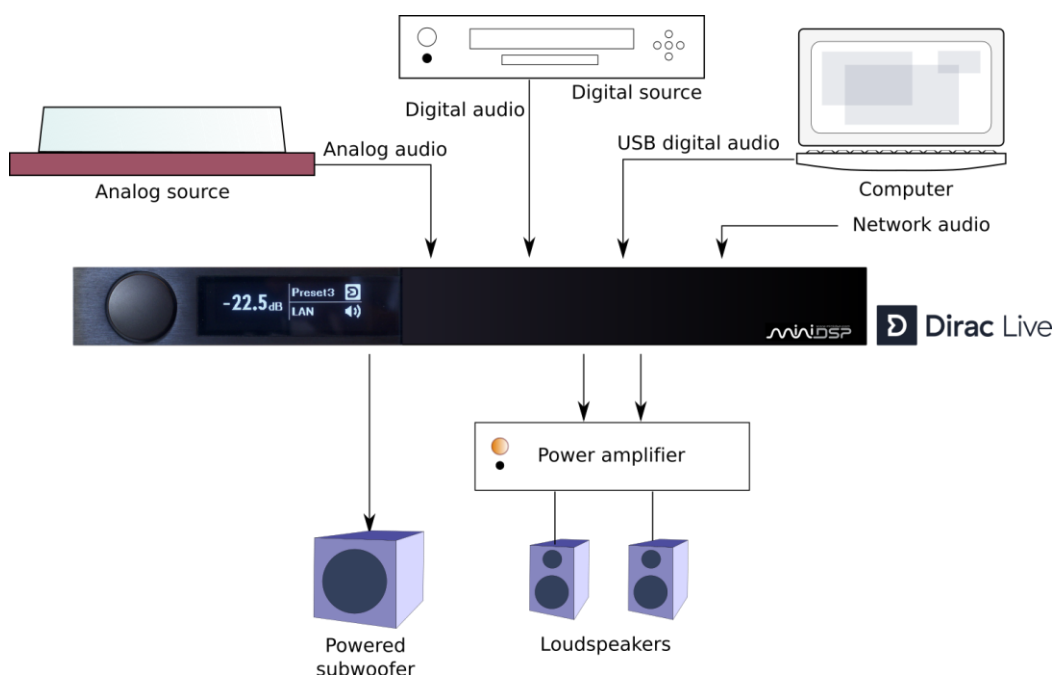 Digital source
Digital audio
Analog audio
USB digital audio
Analog source
Computer
Network audio
-22.5dB
Preset3
LAN
miniDSP
Dirac Live
Power amplifier
Powered
subwoofer
Loudspeakers